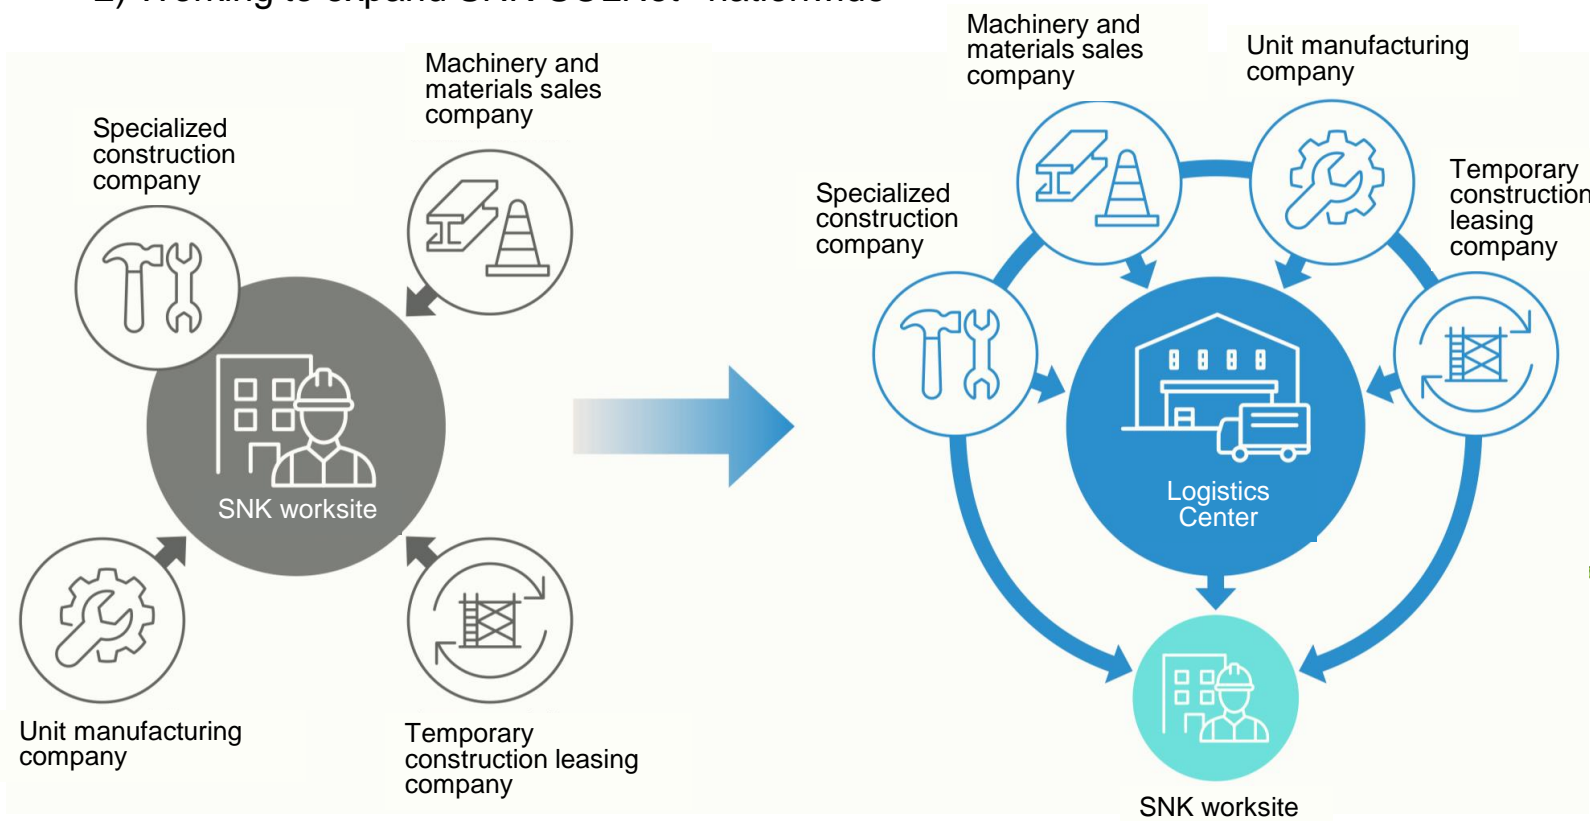 Machinery and
materials sales
company
Specialized
construction
company
SNK worksite
Unit manufacturing
company
Temporary
construction leasing
company
Machinery and
materials sales
company
Unit manufacturing
company
Specialized
construction
company
Temporary
construction
leasing
company
Logistics
Center
SNK worksite